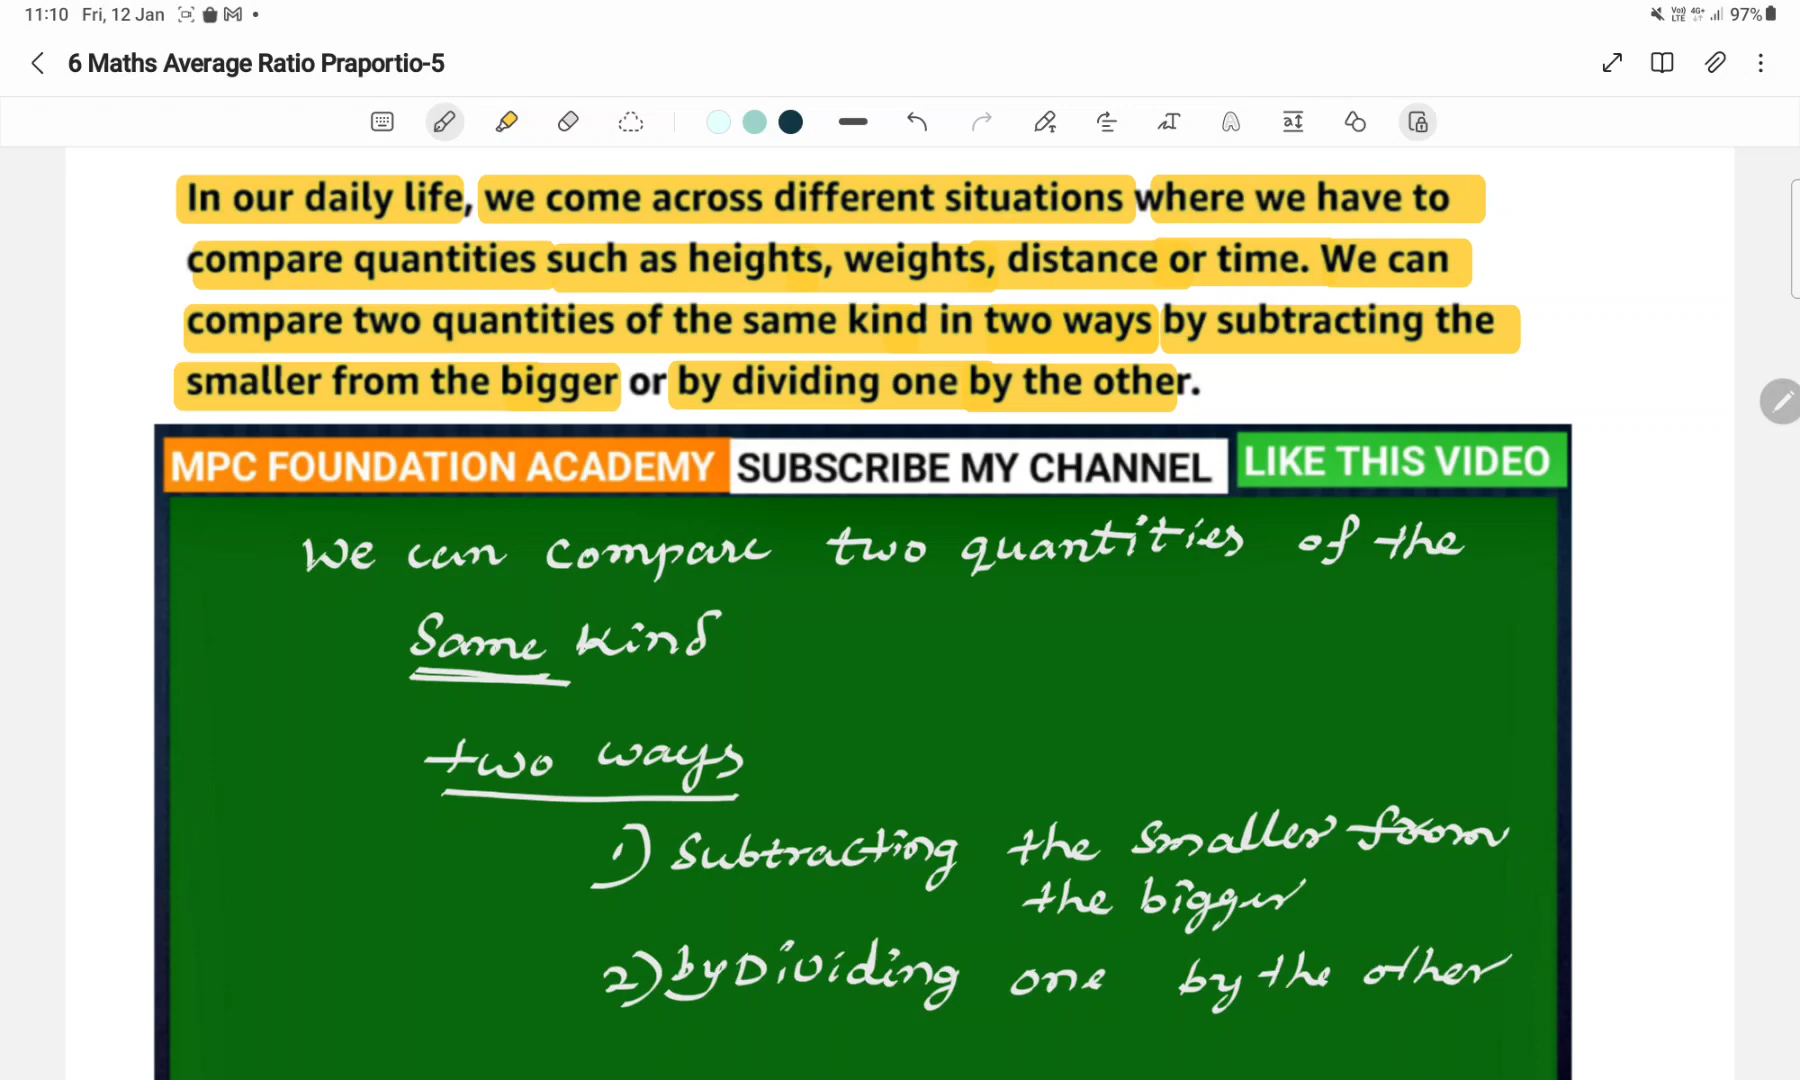 11:10 Fri, 12 Jan 97%
6 Maths Average Ratio Praportio-5
In our daily life, we come across different situations where we have to
compare quantities such as heights, weights, distance or time. We can
compare two quantities of the same kind in two ways by subtracting the
smaller from the bigger or by dividing one by the other.
MPC FOUNDATION ACADEMY SUBSCRIBE MY CHANNEL LIKE THIS VIDEO
We can compare two quantities of the
Same kind
two ways
1) Subtracting the smaller from
the bigger
2) by Dividing one by the other